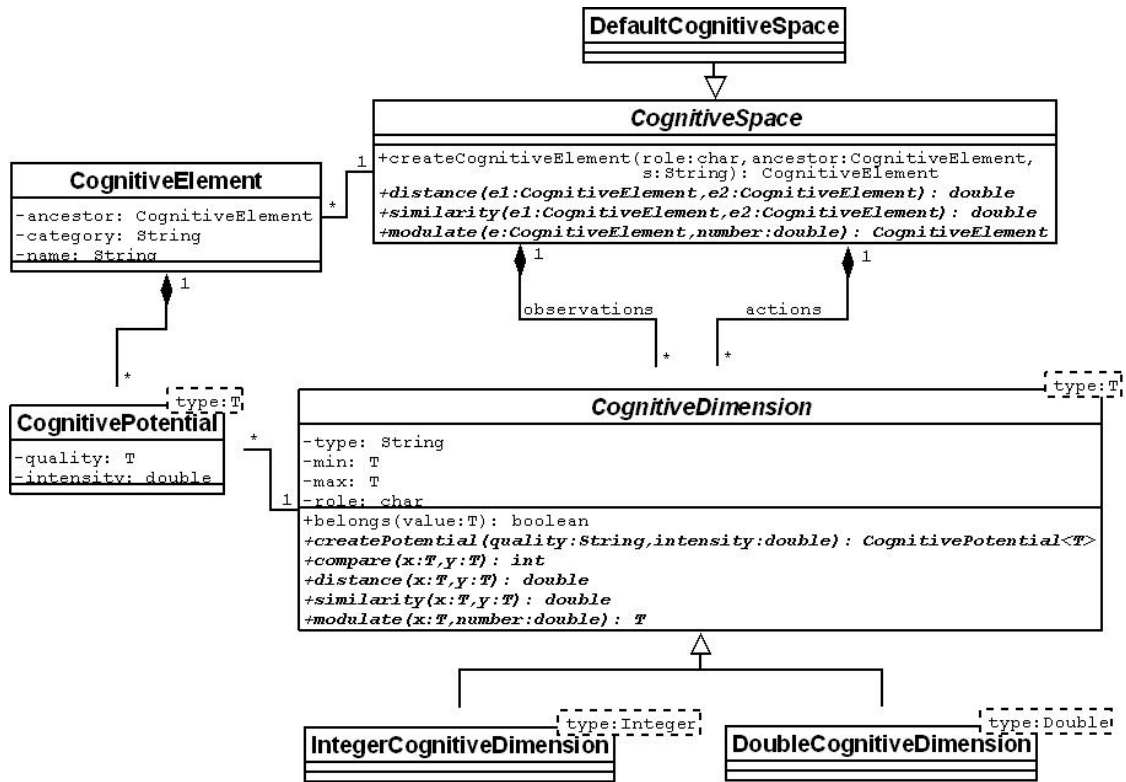 DefaultCognitiveSpace
CognitiveSpace
+createCognitiveElement(role:char,ancestor:CognitiveElement,
s:String): CognitiveElement
+distance(e1:CognitiveElement,e2:CognitiveElement): double
+similarity(e1:CognitiveElement,e2:CognitiveElement): double
+modulate(e:CognitiveElement,number:double): CognitiveElement
1
*
CognitiveElement
-ancestor: CognitiveElement
-category: String
-name: String
1
*
1
1
observations
actions
*
*
type:T
CognitivePotential
-quality: T
-intensity: double
*
1
type:T
CognitiveDimension
-type: String
-min: T
-max: T
-role: char
+belongs(value:T): boolean
+createPotential(quality:String,intensity:double): CognitivePotential<T>
+compare(x:T,y:T): int
+distance(x:T,y:T): double
+similarity(x:T,y:T): double
+modulate(x:T,number:double): T
type:Integer
IntegerCognitiveDimension
type:Double
DoubleCognitiveDimension